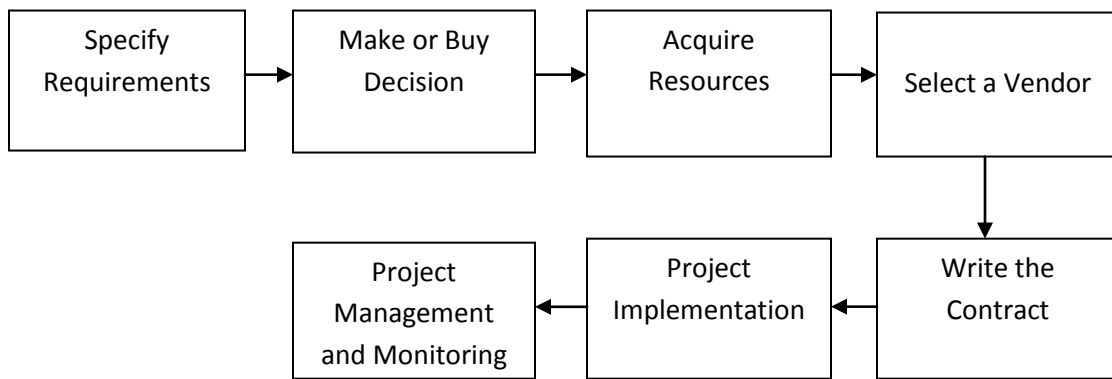 Specify
Requirements
Make or Buy
Decision
Acquire
Resources
Select a Vendor
Write the
Contract
Project
Implementation
Project
Management
and Monitoring